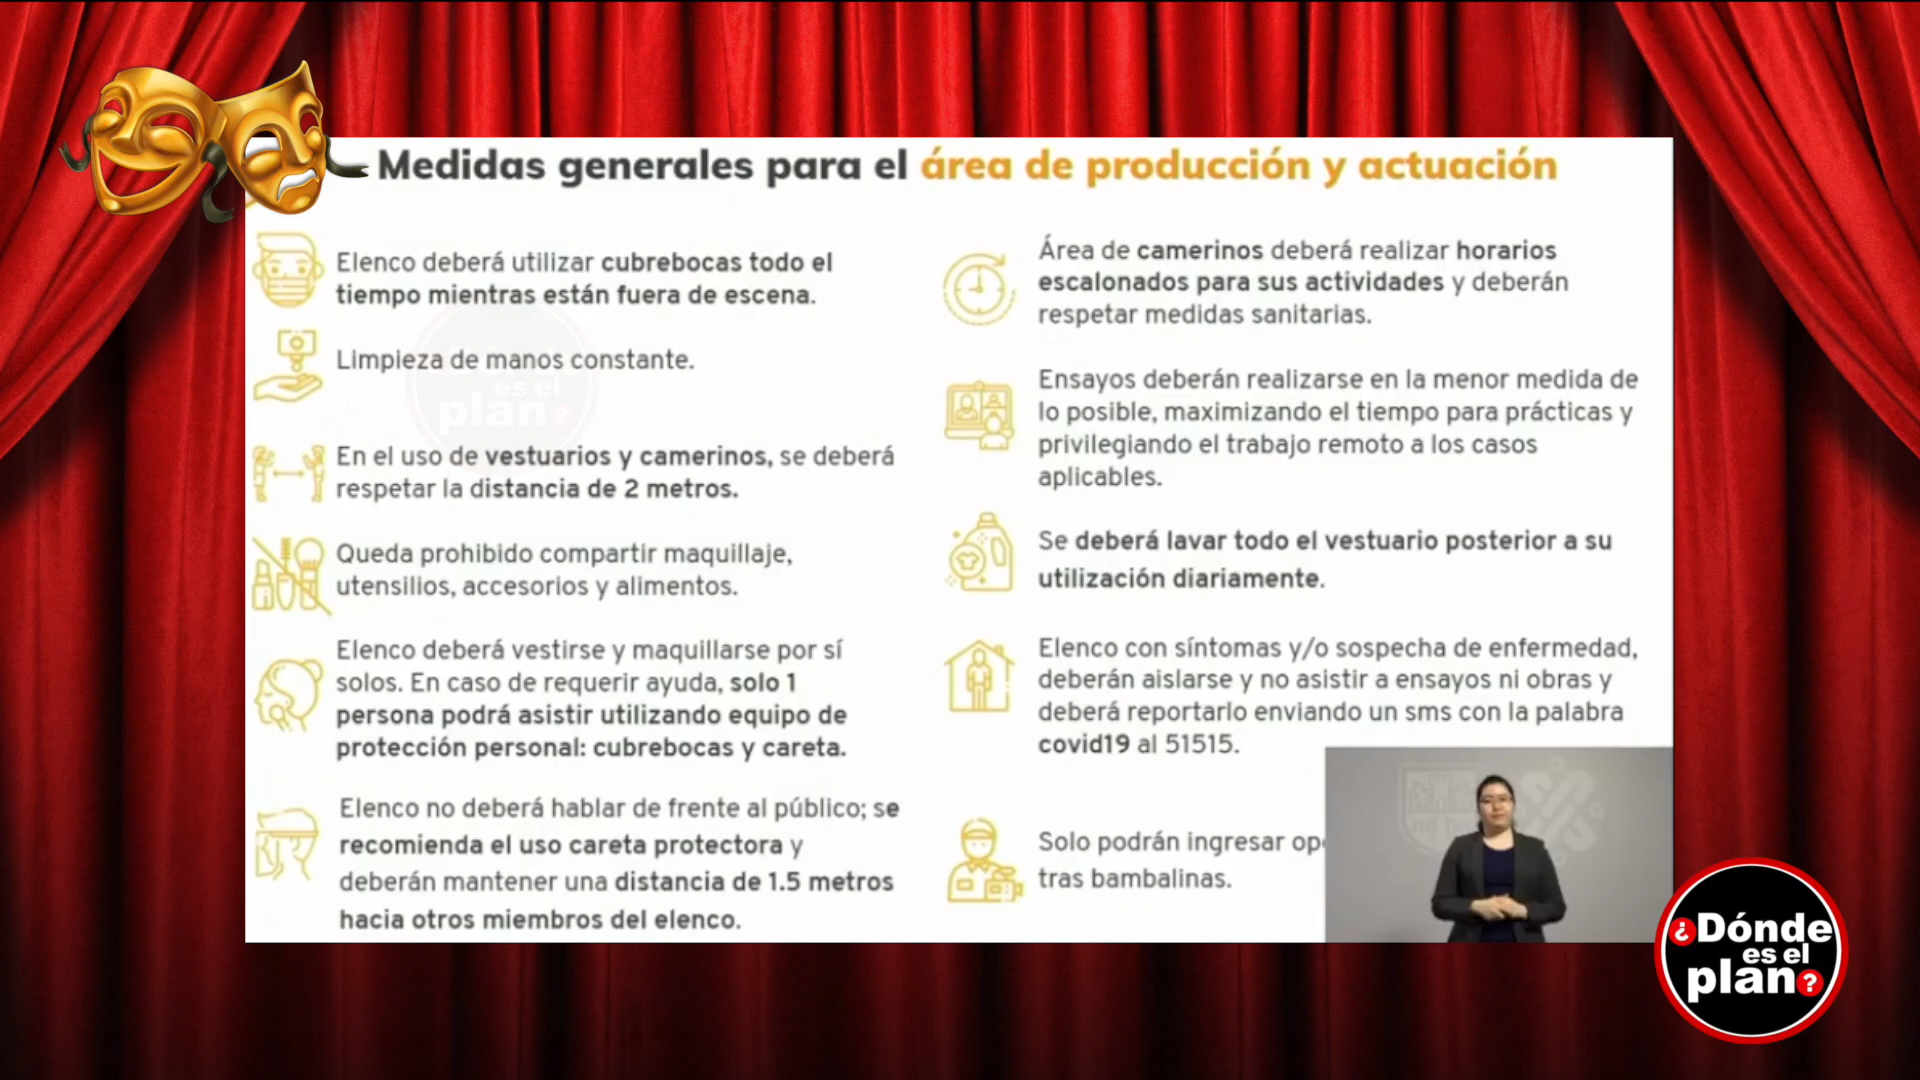 Medidas generales para el área de producción y actuación
Elenco deberá utilizar cubrebocas todo el
tiempo mientras están fuera de escena.
Limpieza de manos constante.
En el uso de vestuarios y camerinos, se deberá
respetar la distancia de 2 metros.
Queda prohibido compartir maquillaje,
utensilios, accesorios y alimentos.
Elenco deberá vestirse y maquillarse por sí
solos. En caso de requerir ayuda, solo 1
persona podrá asistir utilizando equipo de
protección personal: cubrebocas y careta.
Elenco no deberá hablar de frente al público; se
recomienda el uso careta protectora y
deberán mantener una distancia de 1.5 metros
hacia otros miembros del elenco.
Área de camerinos deberá realizar horarios
escalonados para sus actividades y deberán
respetar medidas sanitarias.
Ensayos deberán realizarse en la menor medida de
lo posible, maximizando el tiempo para prácticas y
privilegiando el trabajo remoto a los casos
aplicables.
Se deberá lavar todo el vestuario posterior a su
utilización diariamente.
Elenco con síntomas y/o sospecha de enfermedad,
deberán aislarse y no asistir a ensayos ni obras y
deberá reportarlo enviando un sms con la palabra
covid19 al 51515.
Solo podrán ingresar
tras bambalinas.
¿Dónde
es el
plan?
es el
plan?